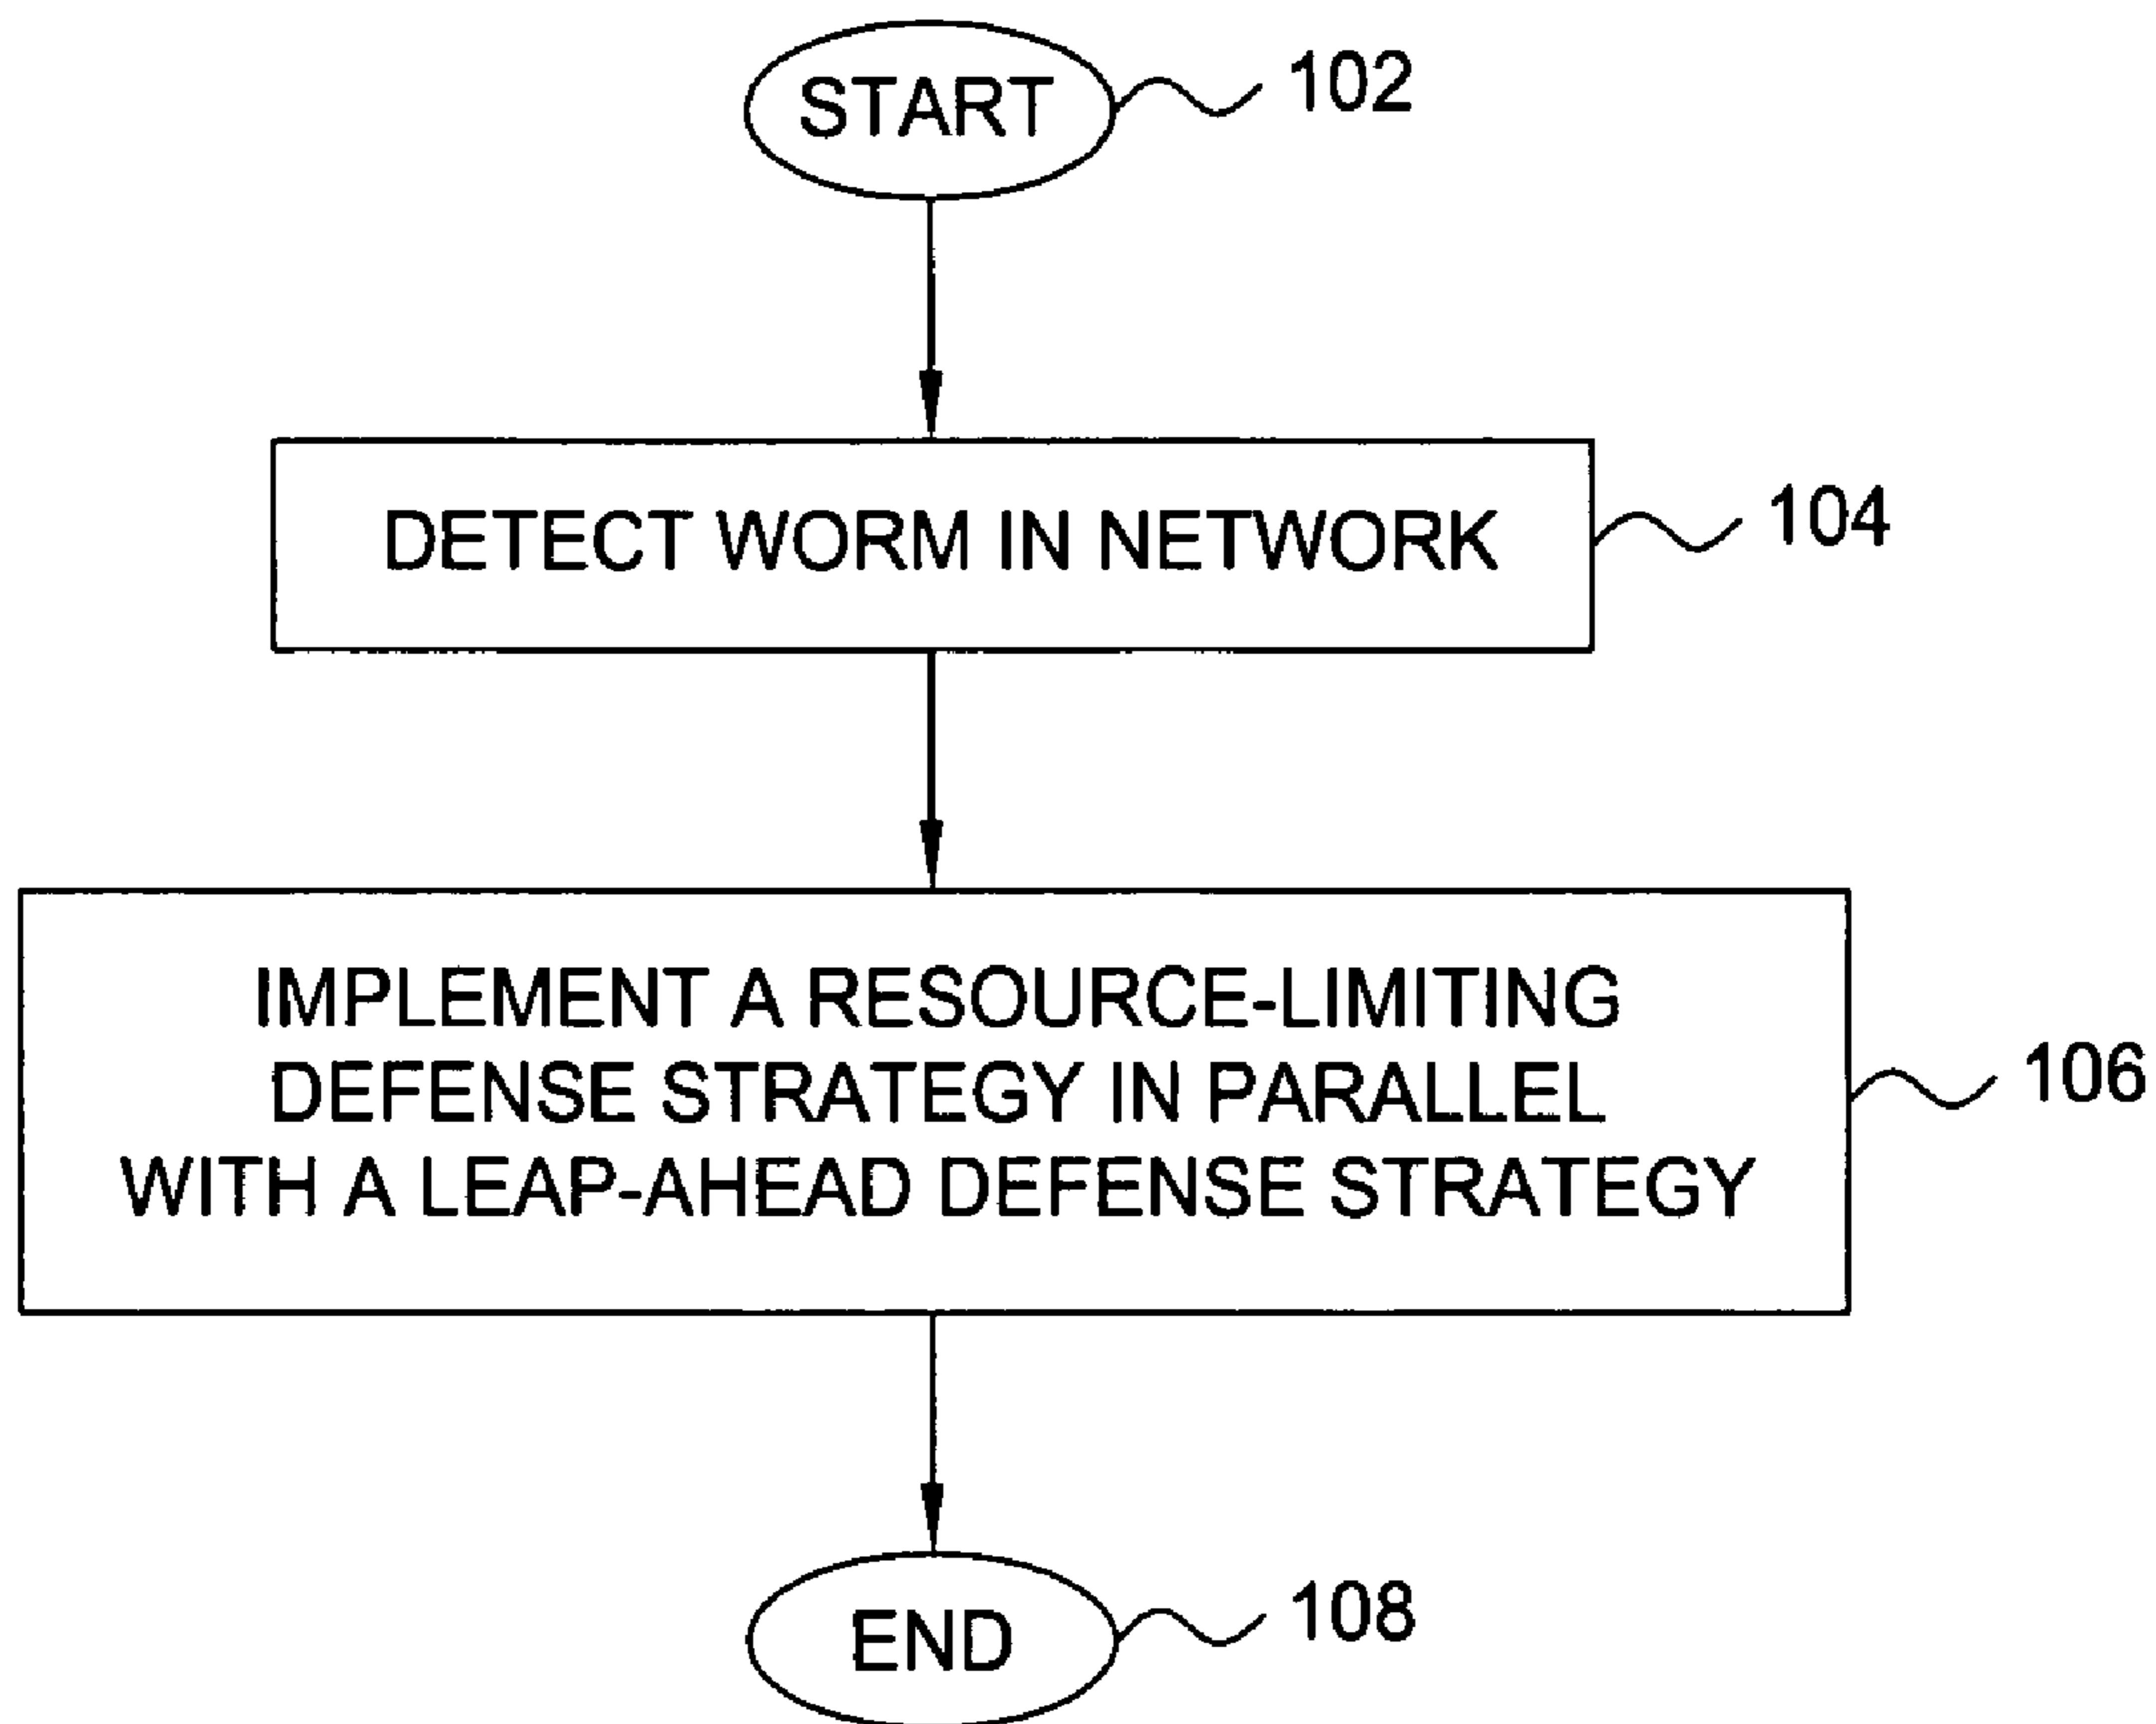 START
102
DETECT WORM IN NETWORK
104
IMPLEMENT A RESOURCE-LIMITING
DEFENSE STRATEGY IN PARALLEL
WITH A LEAP-AHEAD DEFENSE STRATEGY
106
END
108